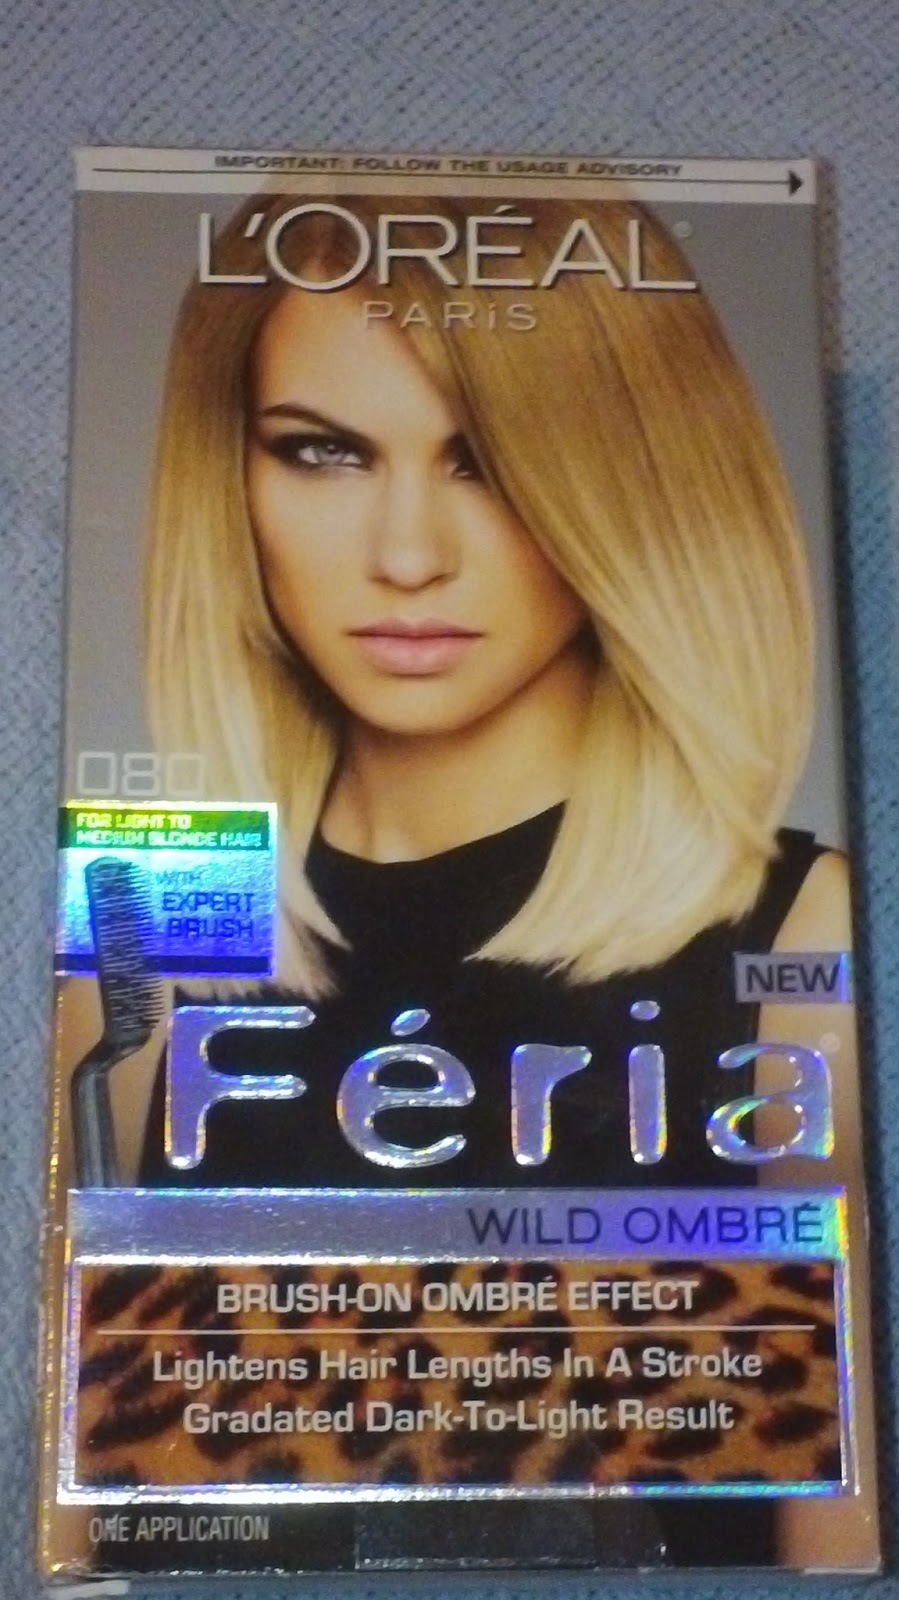 IMPORTANT: FOLLOW THE USAGE ADVISORY
L'ORÉAL®
PARiS
080
FOR LIGHT TO
MEDIUM BLONDE HAIR
WITH
EXPERT
BRUSH
NEW
Féria®
WILD OMBRÉ
BRUSH-ON OMBRÉ EFFECT
Lightens Hair Lengths In A Stroke
Gradated Dark-To-Light Result
ONE APPLICATION